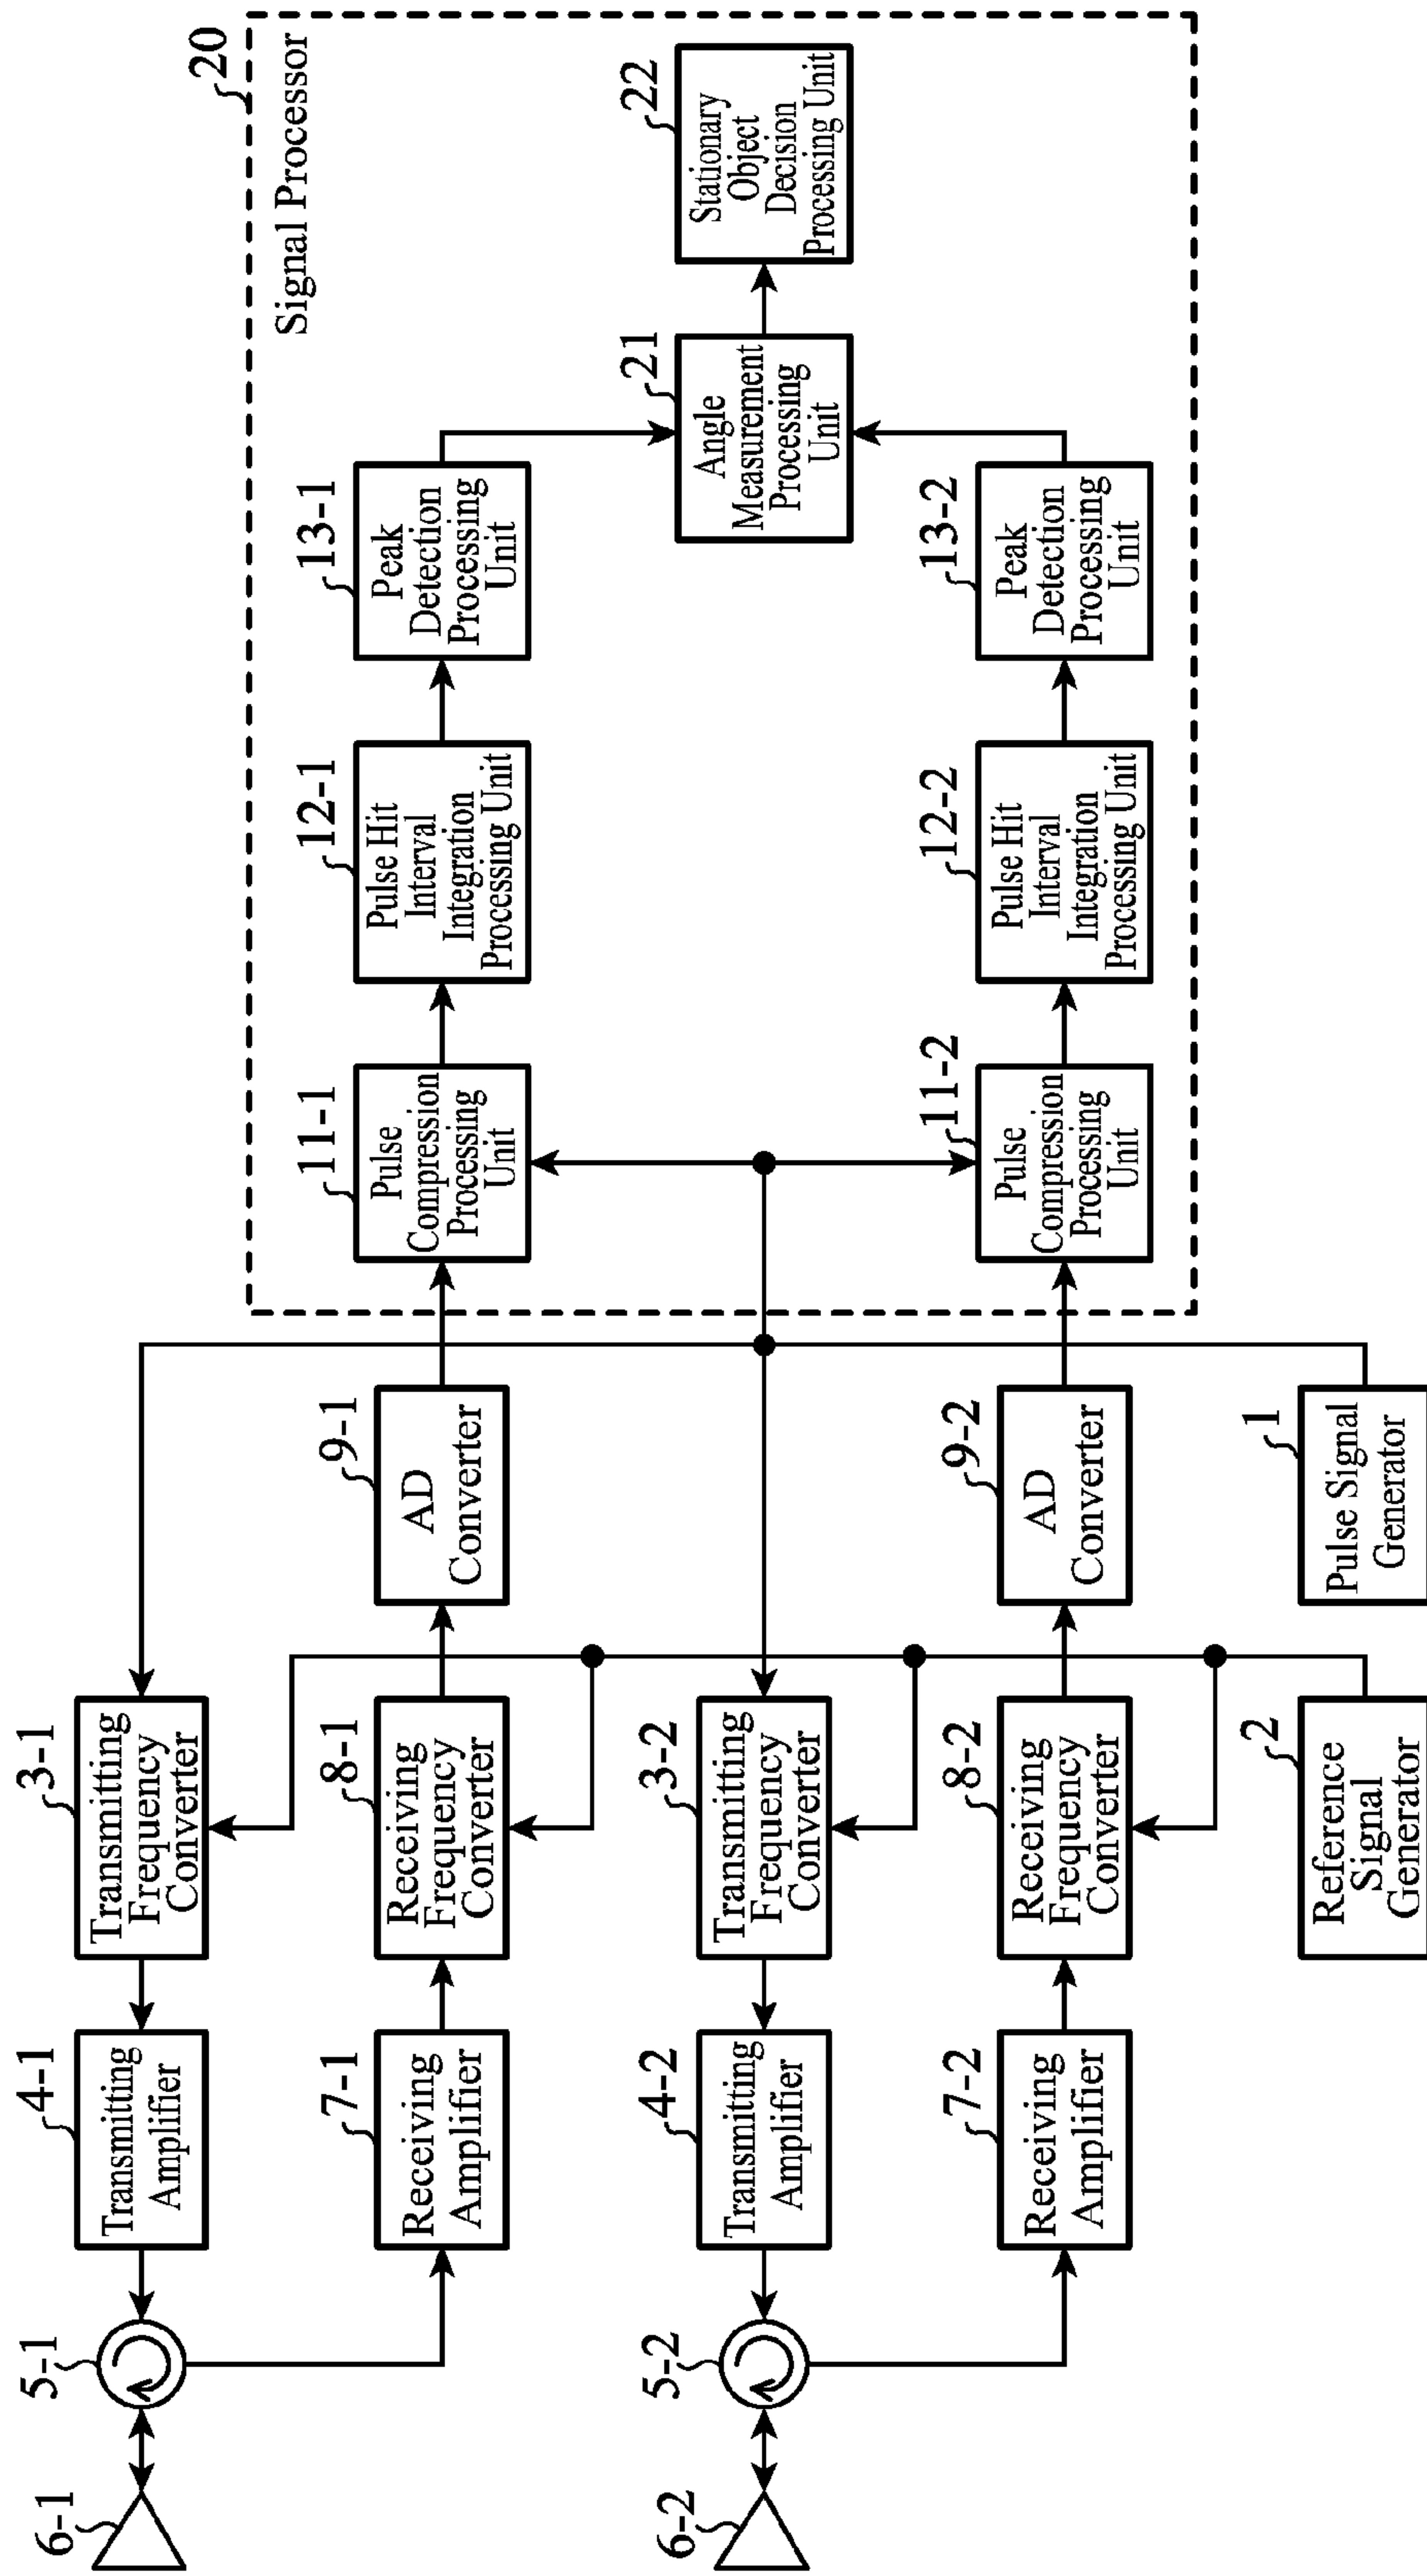 20
Signal Processor
3-1
Transmitting
Frequency
Converter
4-1
Transmitting
Amplifier
5-1
6-1
7-1
Receiving
Amplifier
8-1
Receiving
Frequency
Converter
9-1
AD
Converter
11-1
Pulse
Compression
Processing
Unit
12-1
Pulse Hit
Interval
Integration
Processing Unit
13-1
Peak
Detection
Processing
Unit
21
Angle
Measurement
Processing
Unit
22
Stationary
Object
Decision
Processing Unit
6-2
5-2
4-2
Transmitting
Amplifier
3-2
Transmitting
Frequency
Converter
7-2
Receiving
Amplifier
8-2
Receiving
Frequency
Converter
9-2
AD
Converter
11-2
Pulse
Compression
Processing
Unit
12-2
Pulse Hit
Interval
Integration
Processing Unit
13-2
Peak
Detection
Processing
Unit
2
Reference
Signal
Generator
1
Pulse Signal
Generator